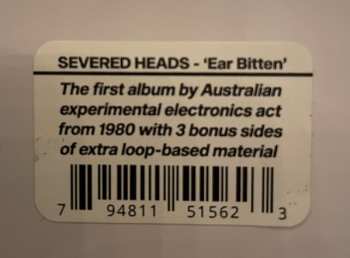 SEVERED HEADS - 'Ear Bitten'
The first album by Australian
experimental electronics act
from 1980 with 3 bonus sides
of extra loop-based material
7 94811 51562 3